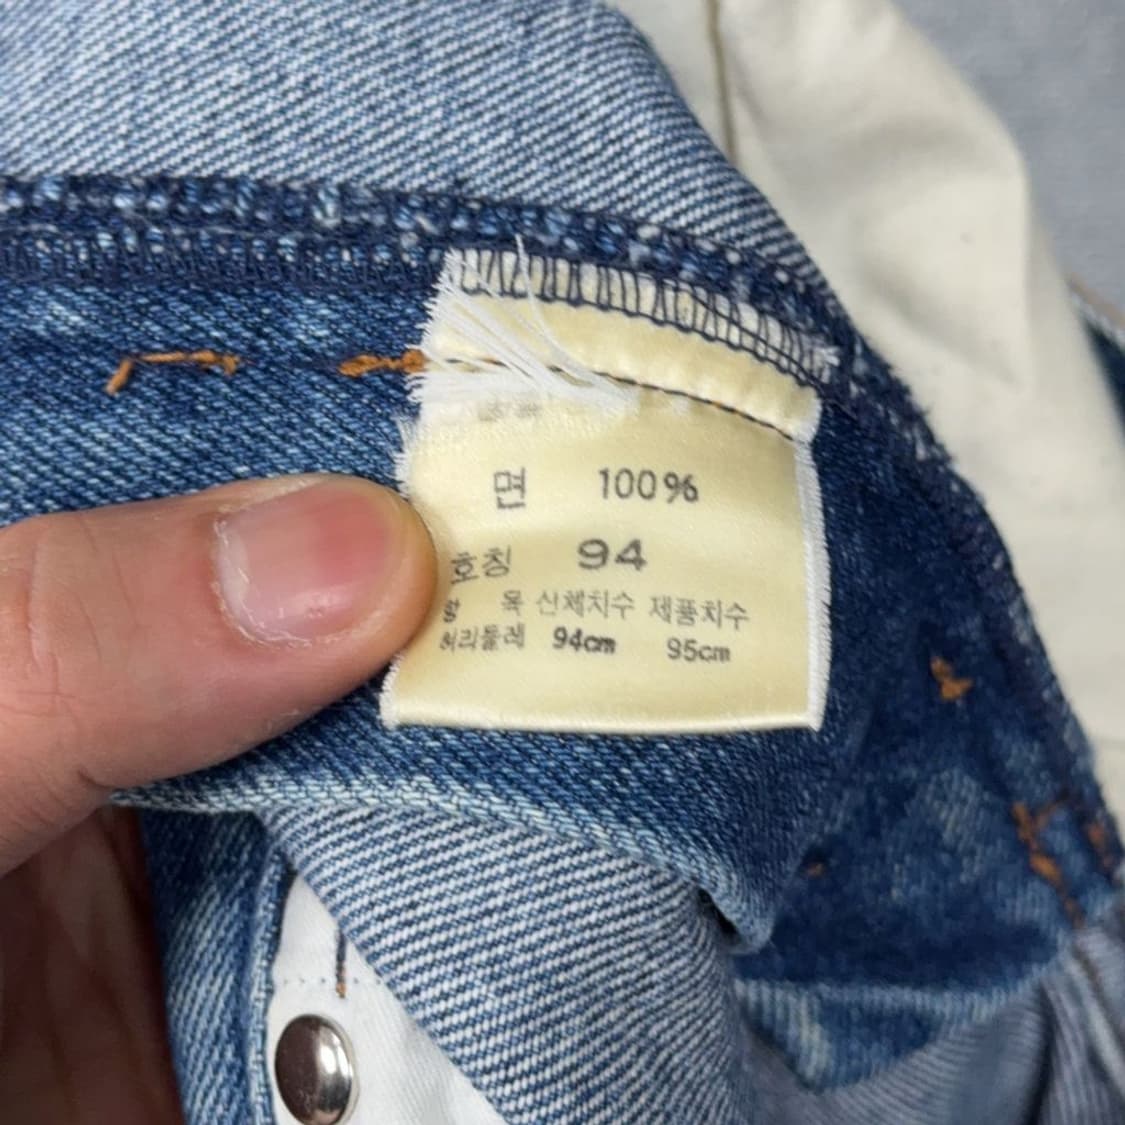 면 100%
호칭 94
항 목 신체치수 제품치수
허리둘레 94cm 95cm